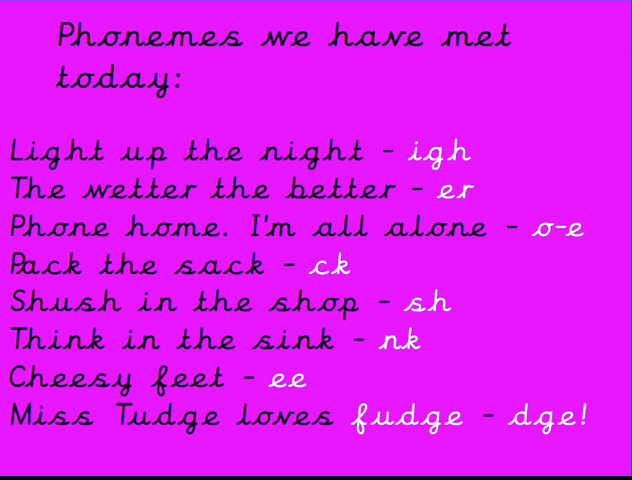 Phonemes we have met
today:
Light up the night - igh
The wetter the better - er
Phone home. I'm all alone - o-e
Pack the sack - ck
Shush in the shop - sh
Think in the sink - nk
Cheesy feet - ee
Miss Tudge loves fudge - dge!